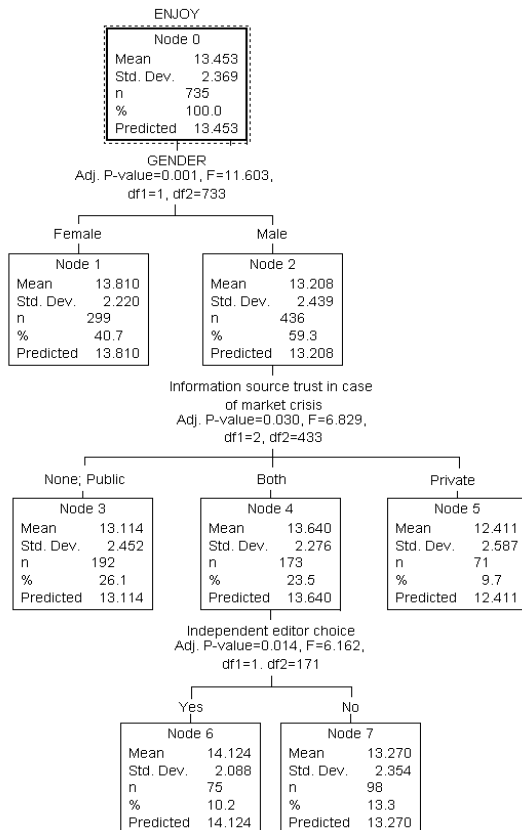 ENJOY
Node 0
Mean 13.453
Std. Dev. 2.369
n 735
% 100.0
Predicted 13.453
GENDER
Adj. P-value=0.001, F=11.603,
df1=1, df2=733
Female
Male
Node 1
Mean 13.810
Std. Dev. 2.220
n 299
% 40.7
Predicted 13.810
Node 2
Mean 13.208
Std. Dev. 2.439
n 436
% 59.3
Predicted 13.208
Information source trust in case
of market crisis
Adj. P-value=0.030, F=6.829,
df1=2, df2=433
None; Public
Both
Private
Node 3
Mean 13.114
Std. Dev. 2.452
n 192
% 26.1
Predicted 13.114
Node 4
Mean 13.640
Std. Dev. 2.276
n 173
% 23.5
Predicted 13.640
Node 5
Mean 12.411
Std. Dev. 2.587
n 71
% 9.7
Predicted 12.411
Independent editor choice
Adj. P-value=0.014, F=6.162,
df1=1. df2=171
Yes
No
Node 6
Mean 14.124
Std. Dev. 2.088
n 75
% 10.2
Predicted 14.124
Node 7
Mean 13.270
Std. Dev. 2.354
n 98
% 13.3
Predicted 13.270